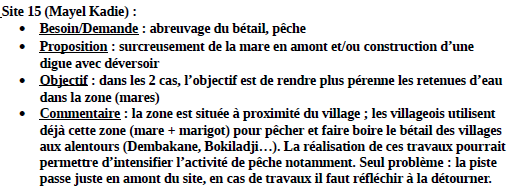 Site 15 (Mayel Kadie) :
• Besoin/Demande : abreuvage du bétail, pêche
• Proposition : surcreusement de la mare en amont et/ou construction d’une
digue avec déversoir
• Objectif : dans les 2 cas, l’objectif est de rendre plus pérenne les retenues d’eau
dans la zone (mares)
• Commentaire : la zone est située à proximité du village ; les villageois utilisent
déjà cette zone (mare + marigot) pour pêcher et faire boire le bétail des villages
aux alentours (Dembakane, Bokiladji…). La réalisation de ces travaux pourrait
permettre d’intensifier l’activité de pêche notamment. Seul problème : la piste
passe juste en amont du site, en cas de travaux il faut réfléchir à la détourner.